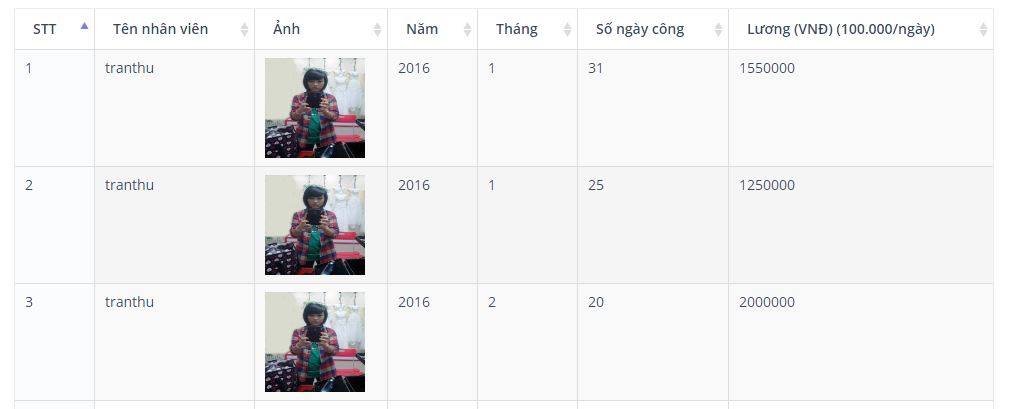 STT Tên nhân viên Ảnh Năm Tháng Số ngày công Lương (VNĐ) (100.000/ngày)
1 tranthu 2016 1 31 1550000
2 tranthu 2016 1 25 1250000
3 tranthu 2016 2 20 2000000